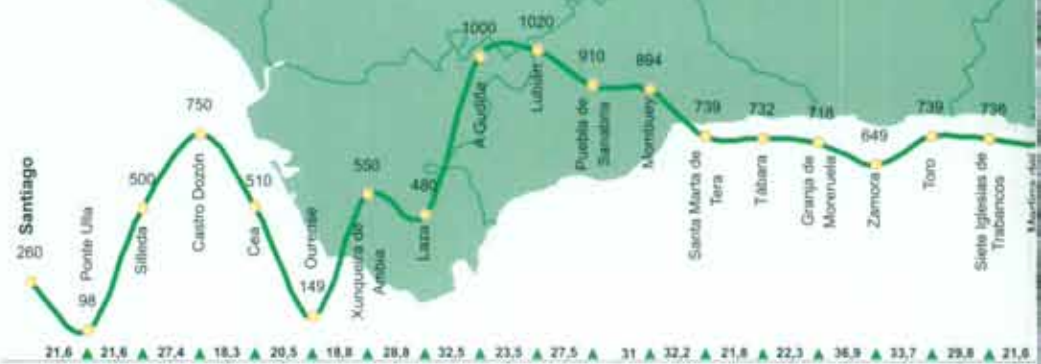 Santiago
260
Ponte Ulla
98
Silleda
500
Castro Dozón
750
Cea
510
Ourense
149
Xunqueira de
Ambia
550
Laza
480
A Gudiña
1000
Lubián
1020
Puebla de
Sanabria
910
Mombuey
894
Santa Marta de
Tera
739
Tábara
732
Granja de
Moreruela
718
Zamora
649
Toro
739
Siete Iglesias de
Trabancos
736
21,6 21,6 27,4 18,3 20,5 18,8 28,8 32,5 23,5 27,5 31 32,2 21,8 22,3 36,9 33,7 29,8 21,6